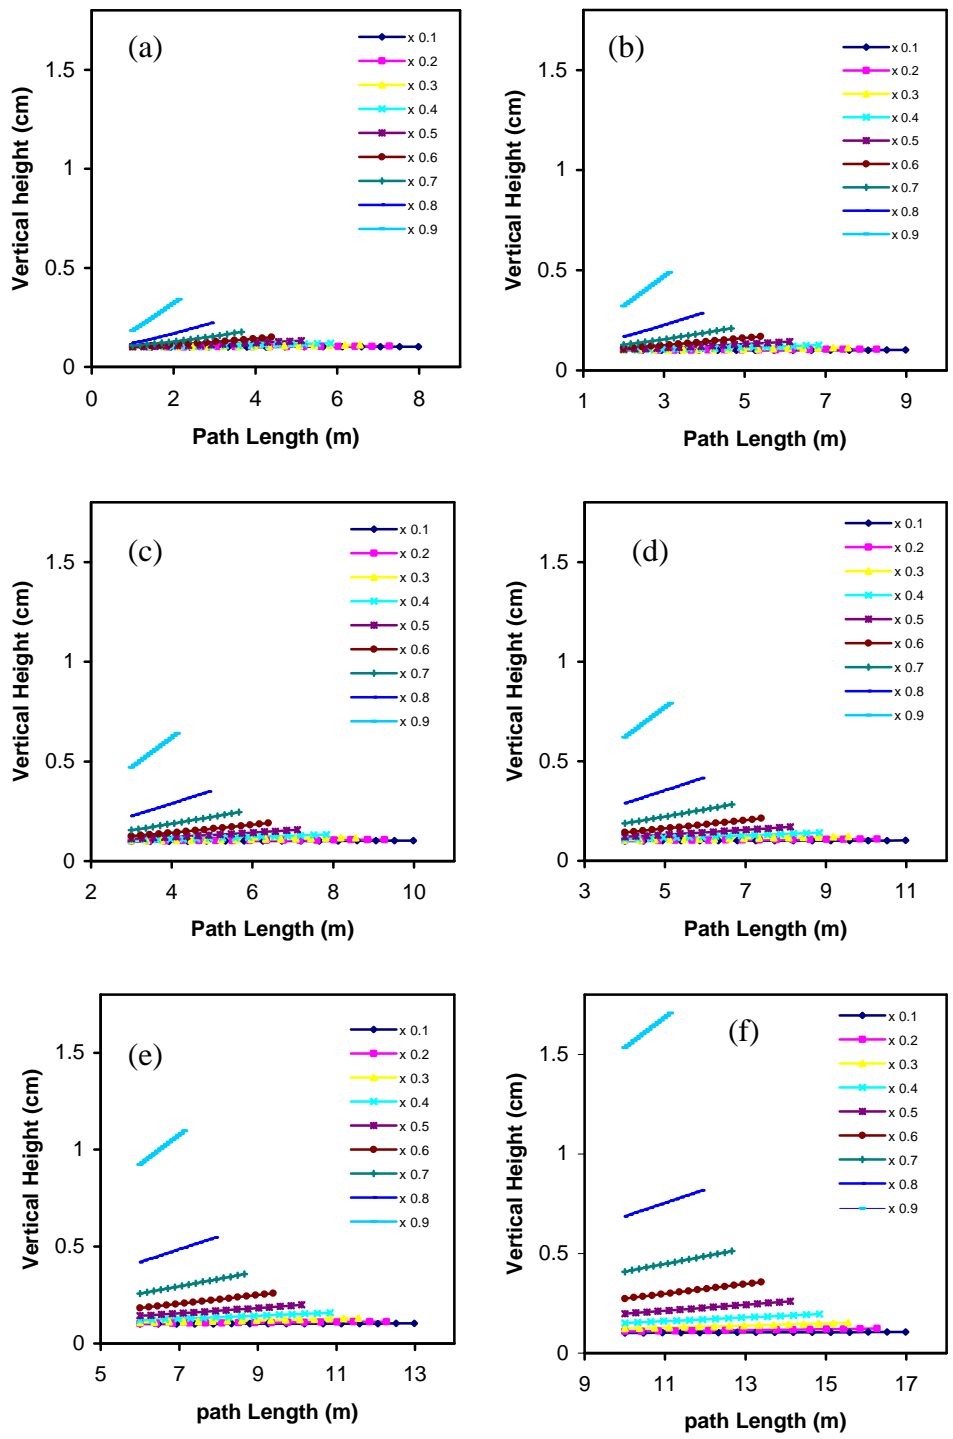 (a)
x 0.1
x 0.2
x 0.3
x 0.4
x 0.5
x 0.6
x 0.7
x 0.8
x 0.9
1.5
1
0.5
0
Vertical height (cm)
0 2 4 6 8
Path Length (m)
(b)
x 0.1
x 0.2
x 0.3
x 0.4
x 0.5
x 0.6
x 0.7
x 0.8
x 0.9
1.5
1
0.5
0
Vertical Height (cm)
1 3 5 7 9
Path Length (m)
(c)
x 0.1
x 0.2
x 0.3
x 0.4
x 0.5
x 0.6
x 0.7
x 0.8
x 0.9
1.5
1
0.5
0
Vertical Height (cm)
2 4 6 8 10
Path Length (m)
(d)
x 0.1
x 0.2
x 0.3
x 0.4
x 0.5
x 0.6
x 0.7
x 0.8
x 0.9
1.5
1
0.5
0
Vertical Height (cm)
3 5 7 9 11
Path Length (m)
(e)
x 0.1
x 0.2
x 0.3
x 0.4
x 0.5
x 0.6
x 0.7
x 0.8
x 0.9
1.5
1
0.5
0
Vertical Height (cm)
5 7 9 11 13
path Length (m)
(f)
x 0.1
x 0.2
x 0.3
x 0.4
x 0.5
x 0.6
x 0.7
x 0.8
x 0.9
1.5
1
0.5
0
Vertical Height (cm)
9 11 13 15 17
path Length (m)